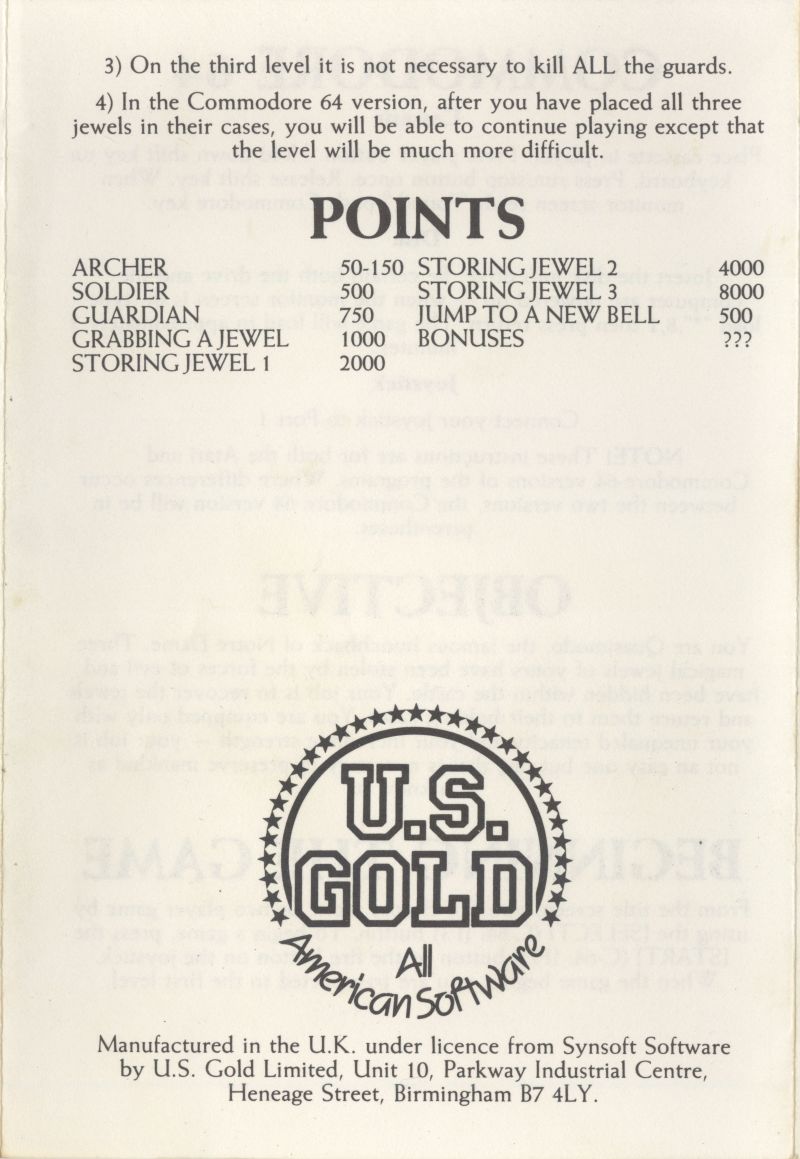 3) On the third level it is not necessary to kill ALL the guards.
4) In the Commodore 64 version, after you have placed all three
jewels in their cases, you will be able to continue playing except that
the level will be much more difficult.
POINTS
ARCHER 50-150
SOLDIER 500
GUARDIAN 750
GRABBING A JEWEL 1000
STORING JEWEL 1 2000
STORING JEWEL 2 4000
STORING JEWEL 3 8000
JUMP TO A NEW BELL 500
BONUSES ???
U.S.
GOLD
All
American Software
Manufactured in the U.K. under licence from Synsoft Software
by U.S. Gold Limited, Unit 10, Parkway Industrial Centre,
Heneage Street, Birmingham B7 4LY.